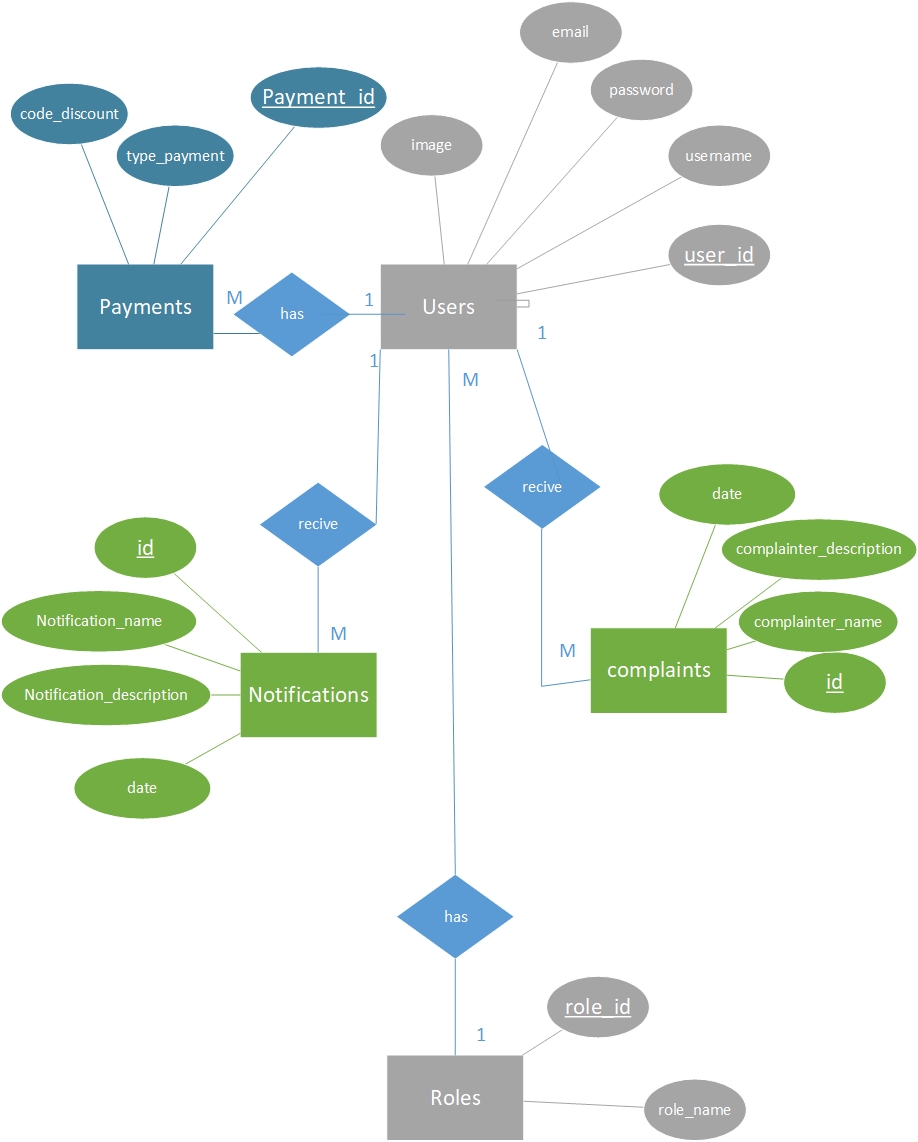 email
password
Payment_id
code_discount
image
type_payment
username
user_id
Payments
M
has
1
Users
1
1
M
recive
date
recive
id
complainter_description
Notification_name
complainter_name
M
M
complaints
id
Notification_description
Notifications
date
has
role_id
1
Roles
role_name